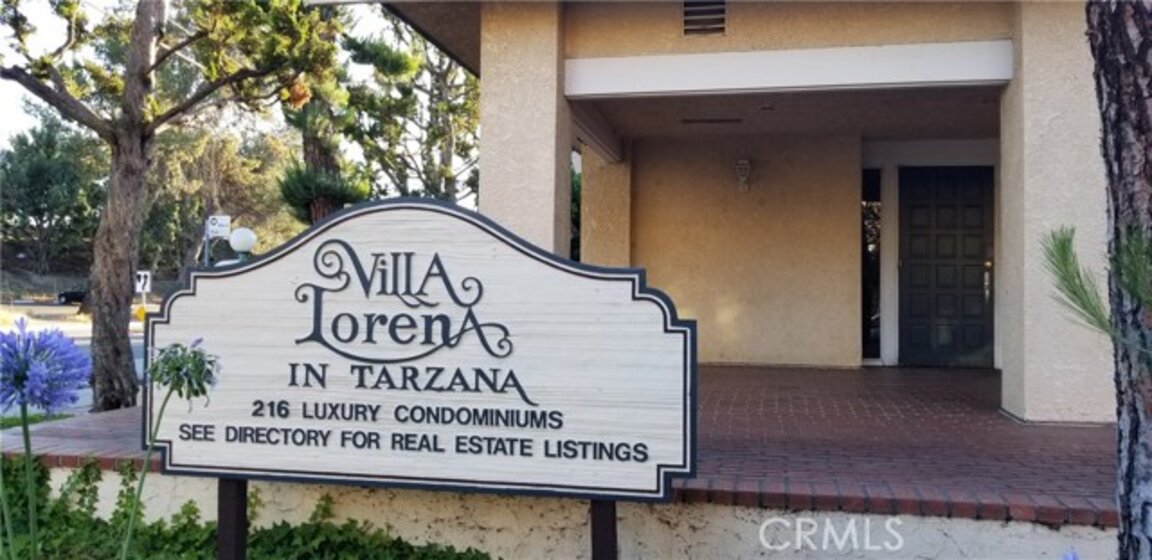 Villa
Lorena
IN TARZANA
216 LUXURY CONDOMINIUMS
SEE DIRECTORY FOR REAL ESTATE LISTINGS
CRMLS